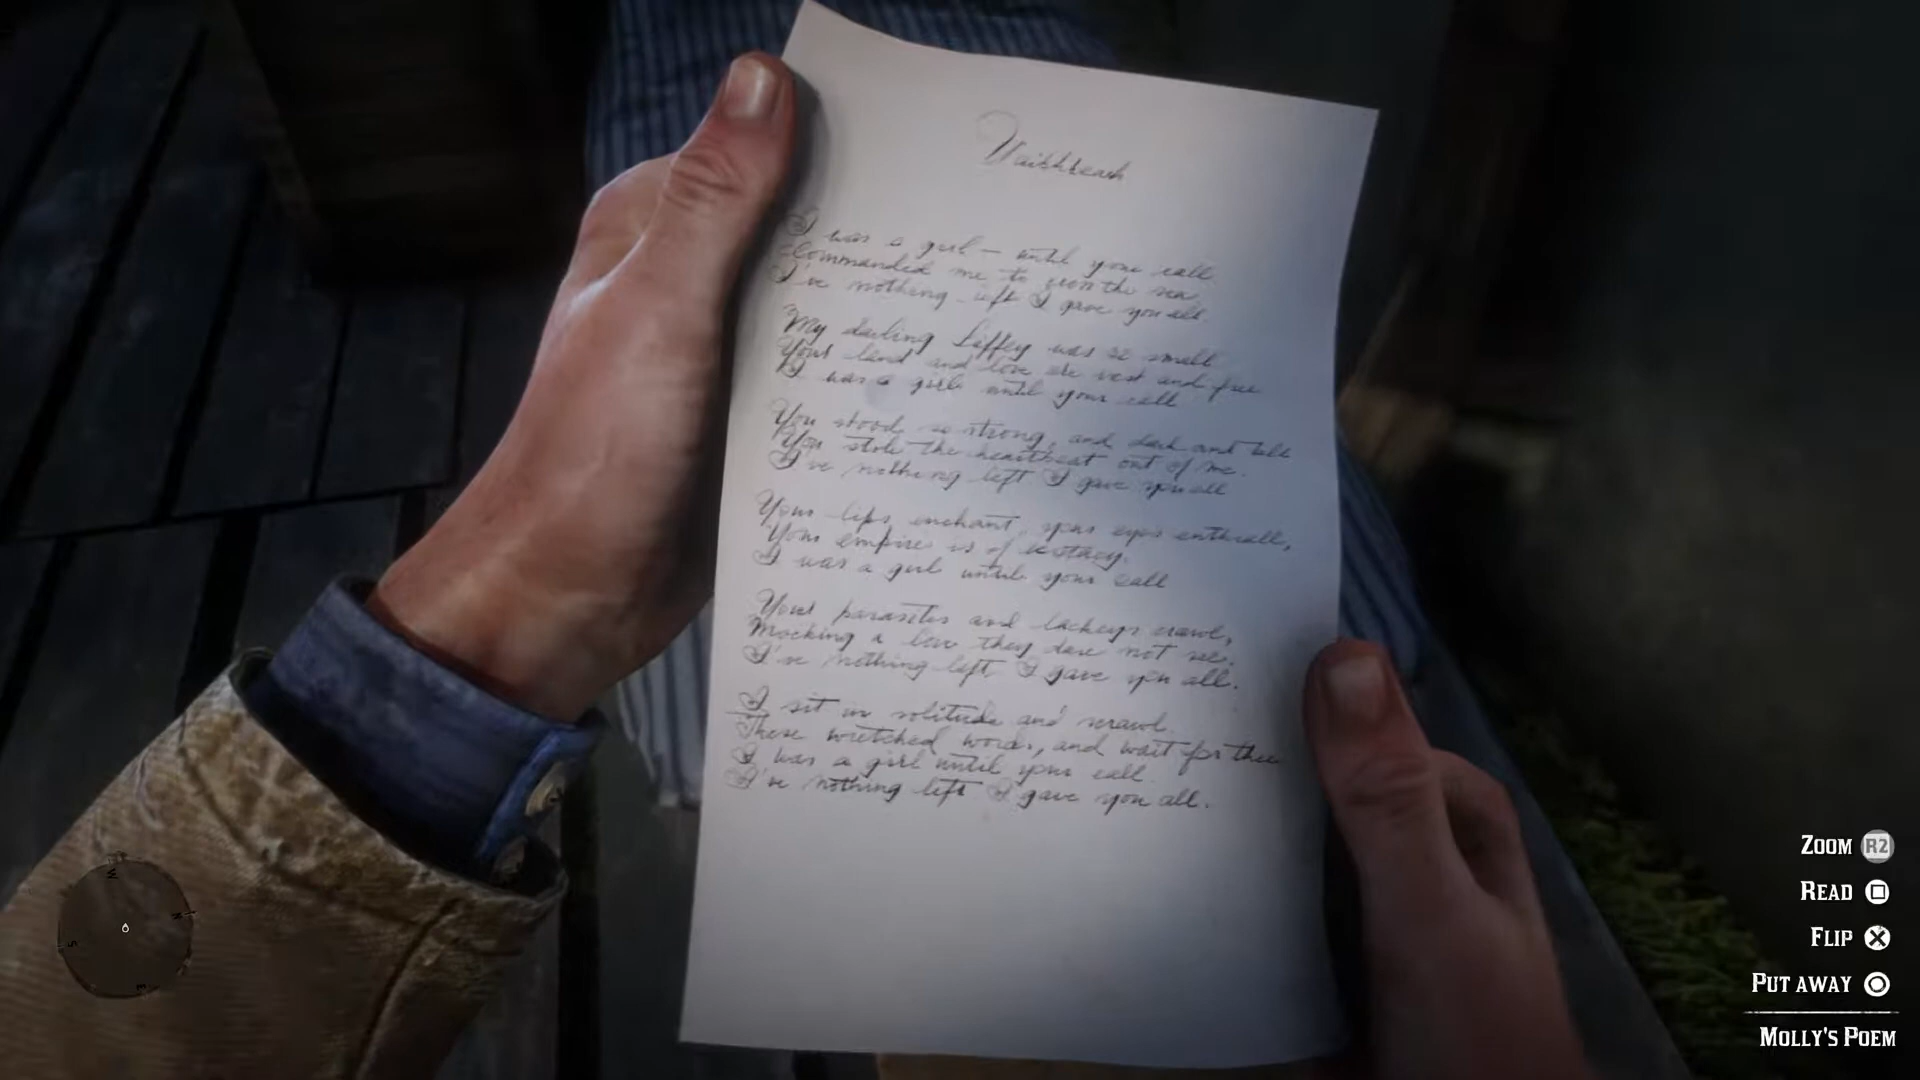 Uaibhreach
I was a girl – until your call
Commanded me to cross the sea
I've nothing left I gave you all.
My darling Liffey was so small
Your land and love are vast and free
I was a girl until your call
You stood so strong, and dark and tall
You stole the heartbeat out of me.
I've nothing left I gave you all
Your lips enchant, your eyes enthrall,
Your empire is of ecstasy.
I was a girl until your call
Your parasites and lackeys crawl,
Mocking a love they dare not see.
I've nothing left, I gave you all.
I sit in solitude and scrawl
These wretched words, and wait for thee
I was a girl until your call
I've nothing left I gave you all.
ZOOM R2
READ
FLIP
PUT AWAY
MOLLY'S POEM
W
N
S
E